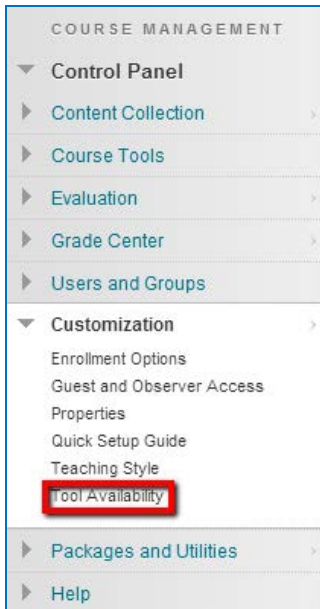 COURSE MANAGEMENT
Control Panel
Content Collection
Course Tools
Evaluation
Grade Center
Users and Groups
Customization
Enrollment Options
Guest and Observer Access
Properties
Quick Setup Guide
Teaching Style
Tool Availability
Packages and Utilities
Help